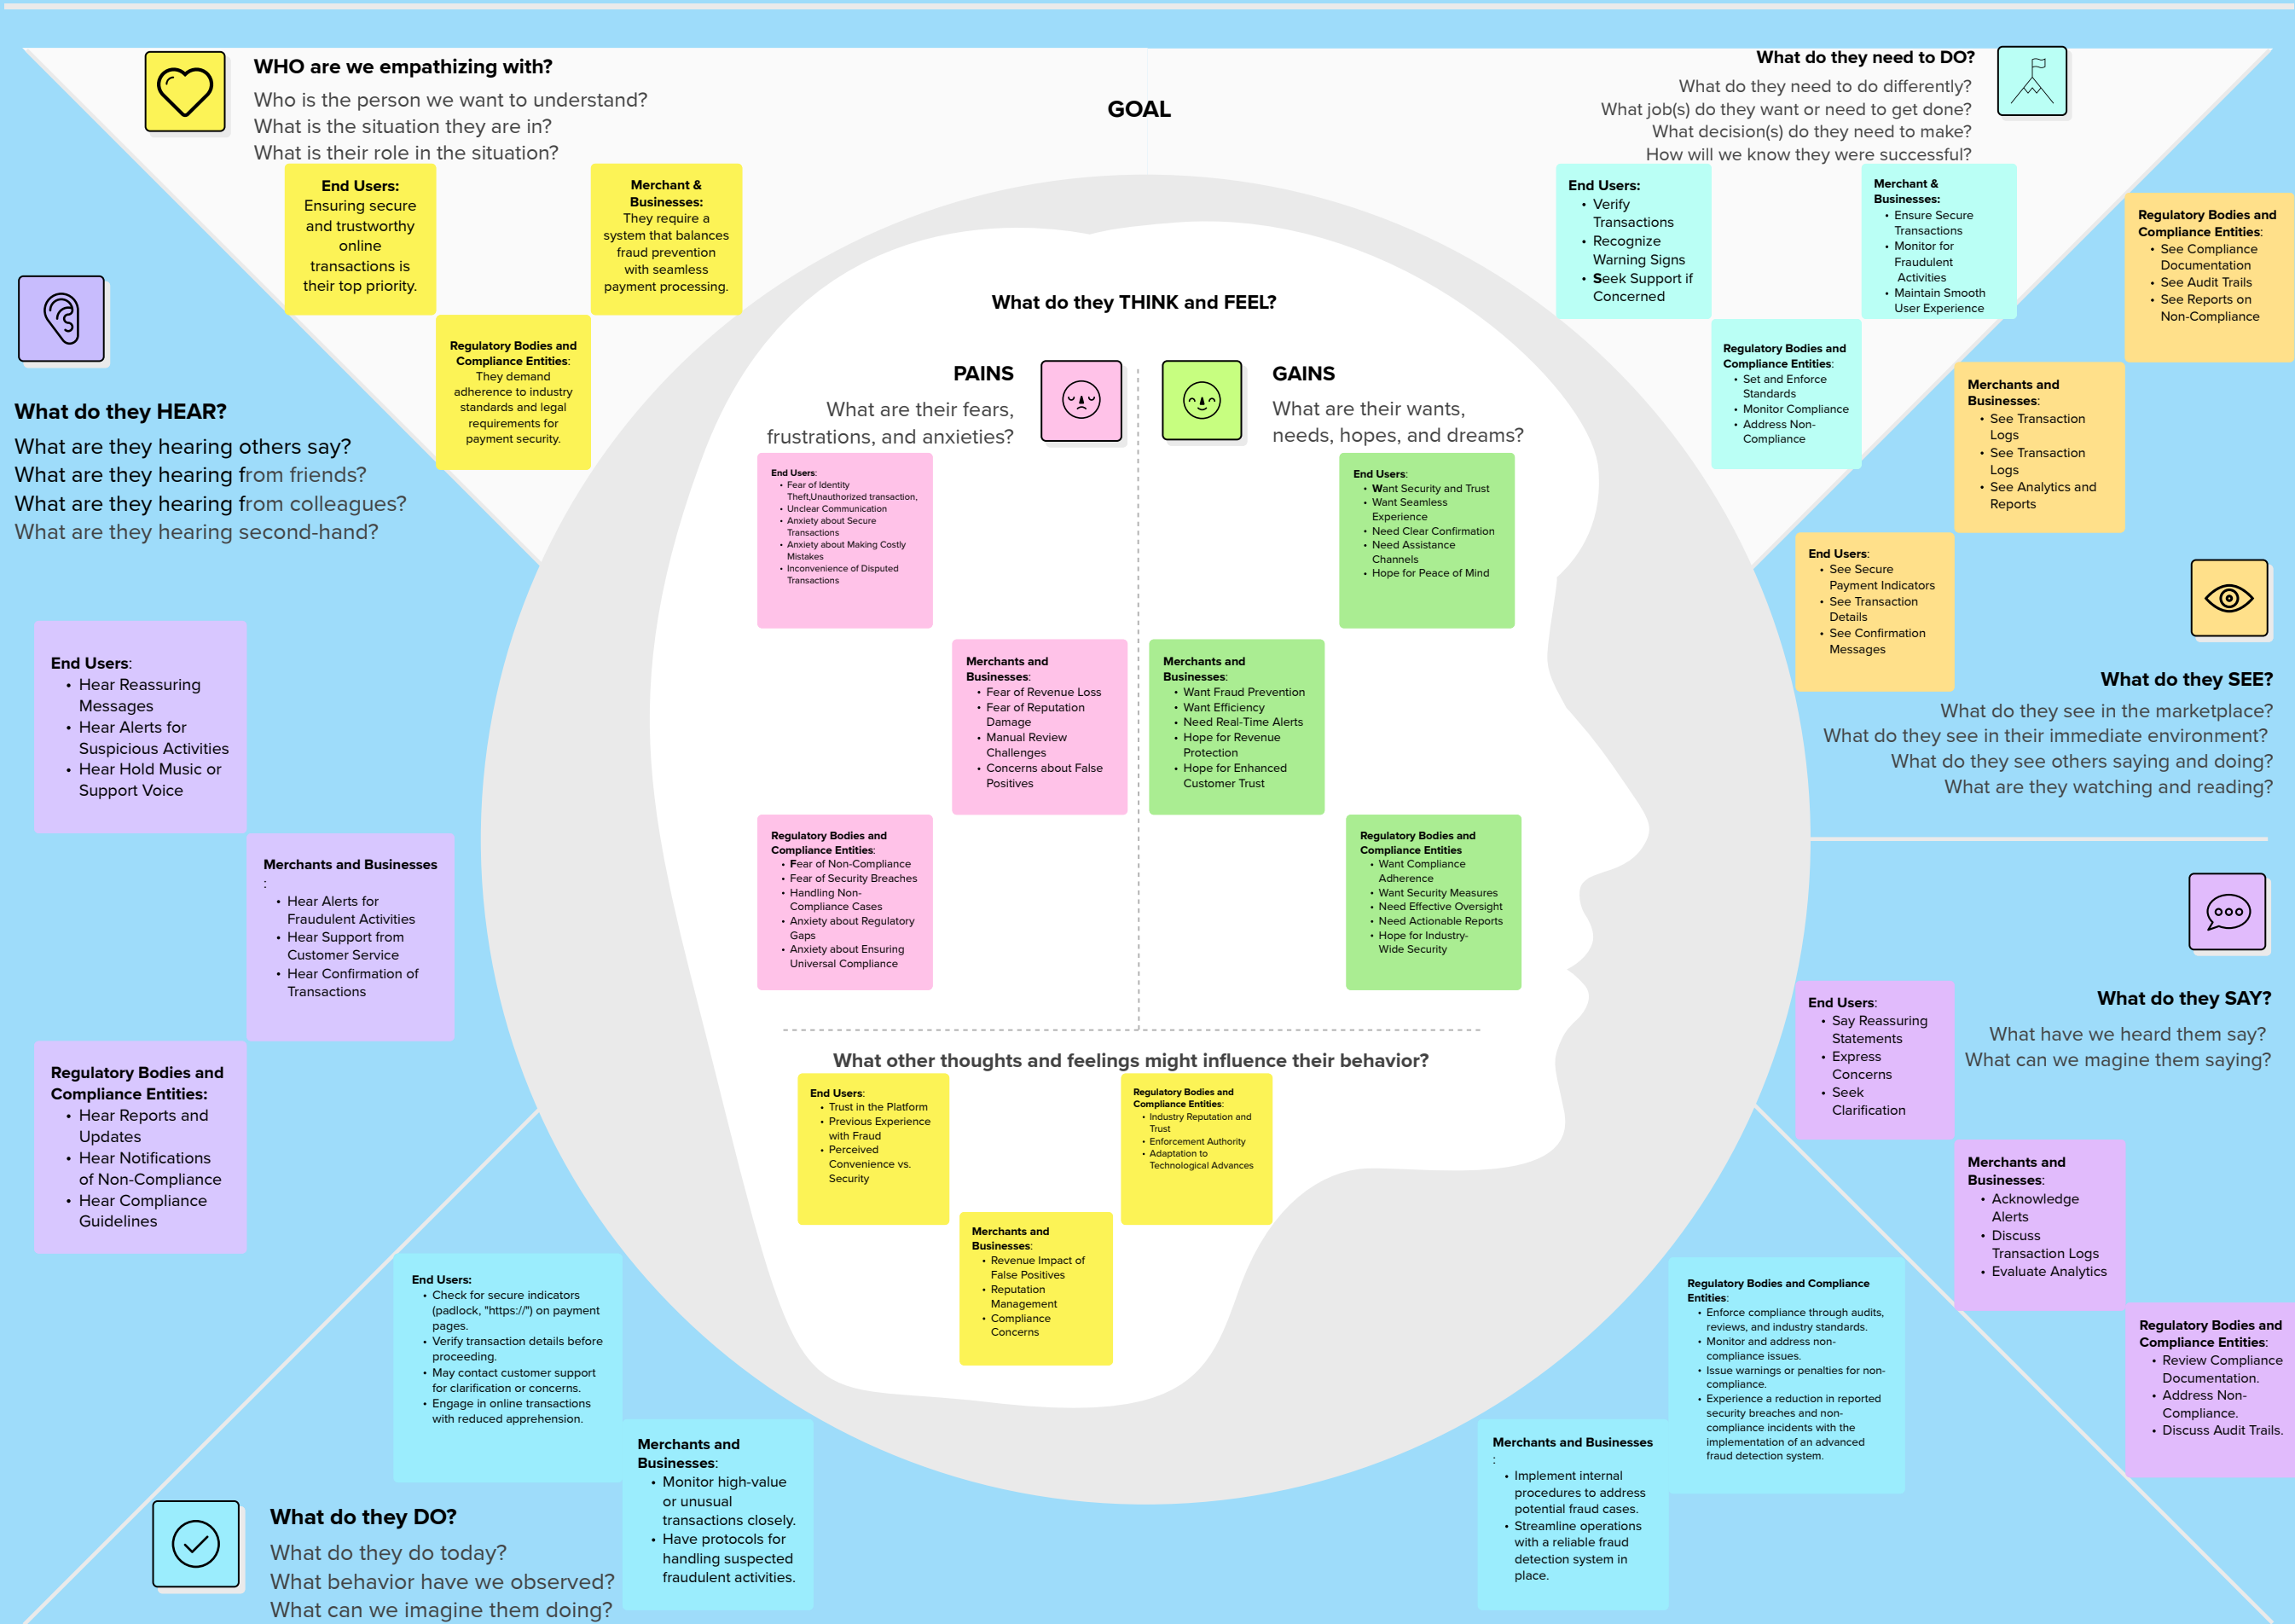 WHO are we empathizing with?
Who is the person we want to understand?
What is the situation they are in?
What is their role in the situation?
End Users:
Ensuring secure
and trustworthy
online
transactions is
their top priority.
Merchant &
Businesses:
They require a
system that balances
fraud prevention
with seamless
payment processing.
Regulatory Bodies and
Compliance Entities:
They demand
adherence to industry
standards and legal
requirements for
payment security.
GOAL
What do they need to DO?
What do they need to do differently?
What job(s) do they want or need to get done?
What decision(s) do they need to make?
How will we know they were successful?
End Users:
• Verify
Transactions
• Recognize
Warning Signs
• Seek Support if
Concerned
Merchant &
Businesses:
• Ensure Secure
Transactions
• Monitor for
Fraudulent
Activities
• Maintain Smooth
User Experience
Regulatory Bodies and
Compliance Entities:
• Set and Enforce
Standards
• Monitor Compliance
• Address Non-
Compliance
Regulatory Bodies and
Compliance Entities:
• See Compliance
Documentation
• See Audit Trails
• See Reports on
Non-Compliance
Merchants and
Businesses:
• See Transaction
Logs
• See Transaction
Logs
• See Analytics and
Reports
End Users:
• See Secure
Payment Indicators
• See Transaction
Details
• See Confirmation
Messages
What do they SEE?
What do they see in the marketplace?
What do they see in their immediate environment?
What do they see others saying and doing?
What are they watching and reading?
What do they HEAR?
What are they hearing others say?
What are they hearing from friends?
What are they hearing from colleagues?
What are they hearing second-hand?
End Users:
• Hear Reassuring
Messages
• Hear Alerts for
Suspicious Activities
• Hear Hold Music or
Support Voice
Merchants and Businesses
:
• Hear Alerts for
Fraudulent Activities
• Hear Support from
Customer Service
• Hear Confirmation of
Transactions
Regulatory Bodies and
Compliance Entities:
• Hear Reports and
Updates
• Hear Notifications
of Non-Compliance
• Hear Compliance
Guidelines
What do they THINK and FEEL?
PAINS
What are their fears,
frustrations, and anxieties?
GAINS
What are their wants,
needs, hopes, and dreams?
End Users:
• Fear of Identity
Theft,Unauthorized transaction,
• Unclear Communication
• Anxiety about Secure
Transactions
• Anxiety about Making Costly
Mistakes
• Inconvenience of Disputed
Transactions
End Users:
• Want Security and Trust
• Want Seamless
Experience
• Need Clear Confirmation
• Need Assistance
Channels
• Hope for Peace of Mind
Merchants and
Businesses:
• Fear of Revenue Loss
• Fear of Reputation
Damage
• Manual Review
Challenges
• Concerns about False
Positives
Merchants and
Businesses:
• Want Fraud Prevention
• Want Efficiency
• Need Real-Time Alerts
• Hope for Revenue
Protection
• Hope for Enhanced
Customer Trust
Regulatory Bodies and
Compliance Entities:
• Fear of Non-Compliance
• Fear of Security Breaches
• Handling Non-
Compliance Cases
• Anxiety about Regulatory
Gaps
• Anxiety about Ensuring
Universal Compliance
Regulatory Bodies and
Compliance Entities
• Want Compliance
Adherence
• Want Security Measures
• Need Effective Oversight
• Need Actionable Reports
• Hope for Industry-
Wide Security
What other thoughts and feelings might influence their behavior?
End Users:
• Trust in the Platform
• Previous Experience
with Fraud
• Perceived
Convenience vs.
Security
Regulatory Bodies and
Compliance Entities:
• Industry Reputation and
Trust
• Enforcement Authority
• Adaptation to
Technological Advances
Merchants and
Businesses:
• Revenue Impact of
False Positives
• Reputation
Management
• Compliance
Concerns
What do they SAY?
What have we heard them say?
What can we magine them saying?
End Users:
• Say Reassuring
Statements
• Express
Concerns
• Seek
Clarification
Merchants and
Businesses:
• Acknowledge
Alerts
• Discuss
Transaction Logs
• Evaluate Analytics
Regulatory Bodies and
Compliance Entities:
• Review Compliance
Documentation.
• Address Non-
Compliance.
• Discuss Audit Trails.
End Users:
• Check for secure indicators
(padlock, "https://") on payment
pages.
• Verify transaction details before
proceeding.
• May contact customer support
for clarification or concerns.
• Engage in online transactions
with reduced apprehension.
Merchants and
Businesses:
• Monitor high-value
or unusual
transactions closely.
• Have protocols for
handling suspected
fraudulent activities.
What do they DO?
What do they do today?
What behavior have we observed?
What can we imagine them doing?
Merchants and Businesses
:
• Implement internal
procedures to address
potential fraud cases.
• Streamline operations
with a reliable fraud
detection system in
place.
Regulatory Bodies and Compliance
Entities:
• Enforce compliance through audits,
reviews, and industry standards.
• Monitor and address non-
compliance issues.
• Issue warnings or penalties for non-
compliance.
• Experience a reduction in reported
security breaches and non-
compliance incidents with the
implementation of an advanced
fraud detection system.